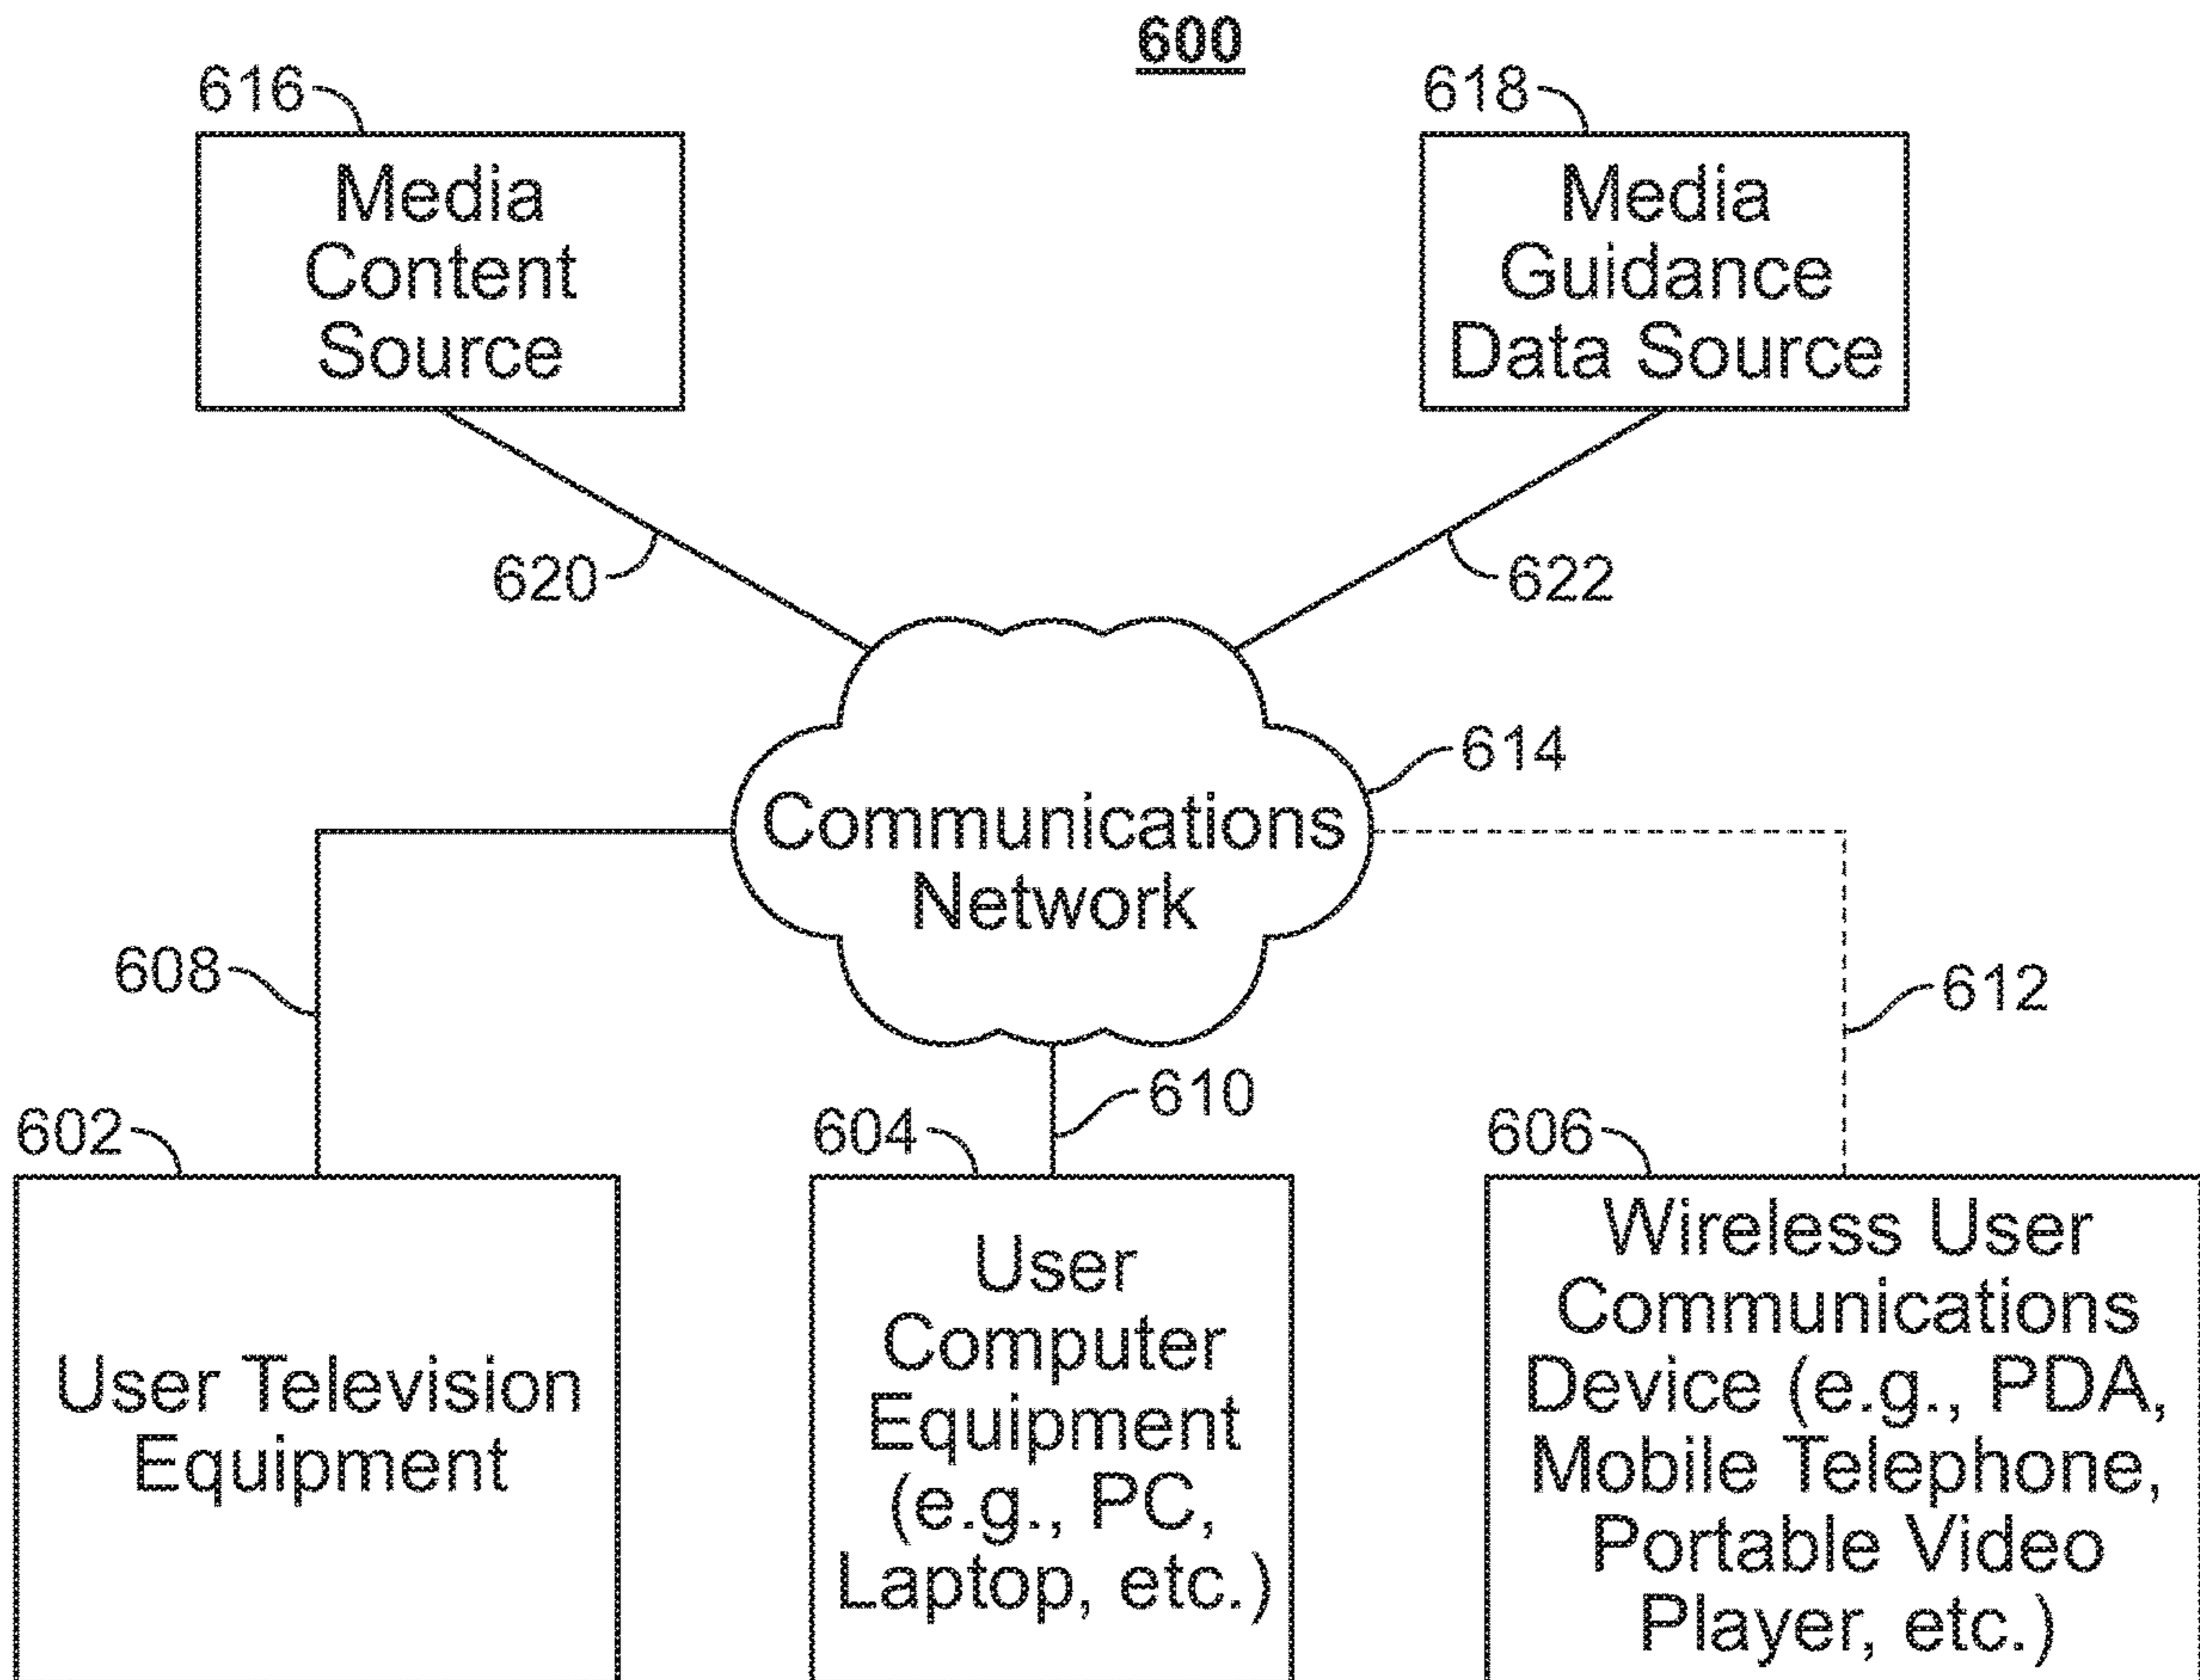 600
616
618
Media
Content
Source
Media
Guidance
Data Source
620
622
614
Communications
Network
608
612
610
602
604
606
User Television
Equipment
User
Computer
Equipment
(e.g., PC,
Laptop, etc.)
Wireless User
Communications
Device (e.g., PDA,
Mobile Telephone,
Portable Video
Player, etc.)